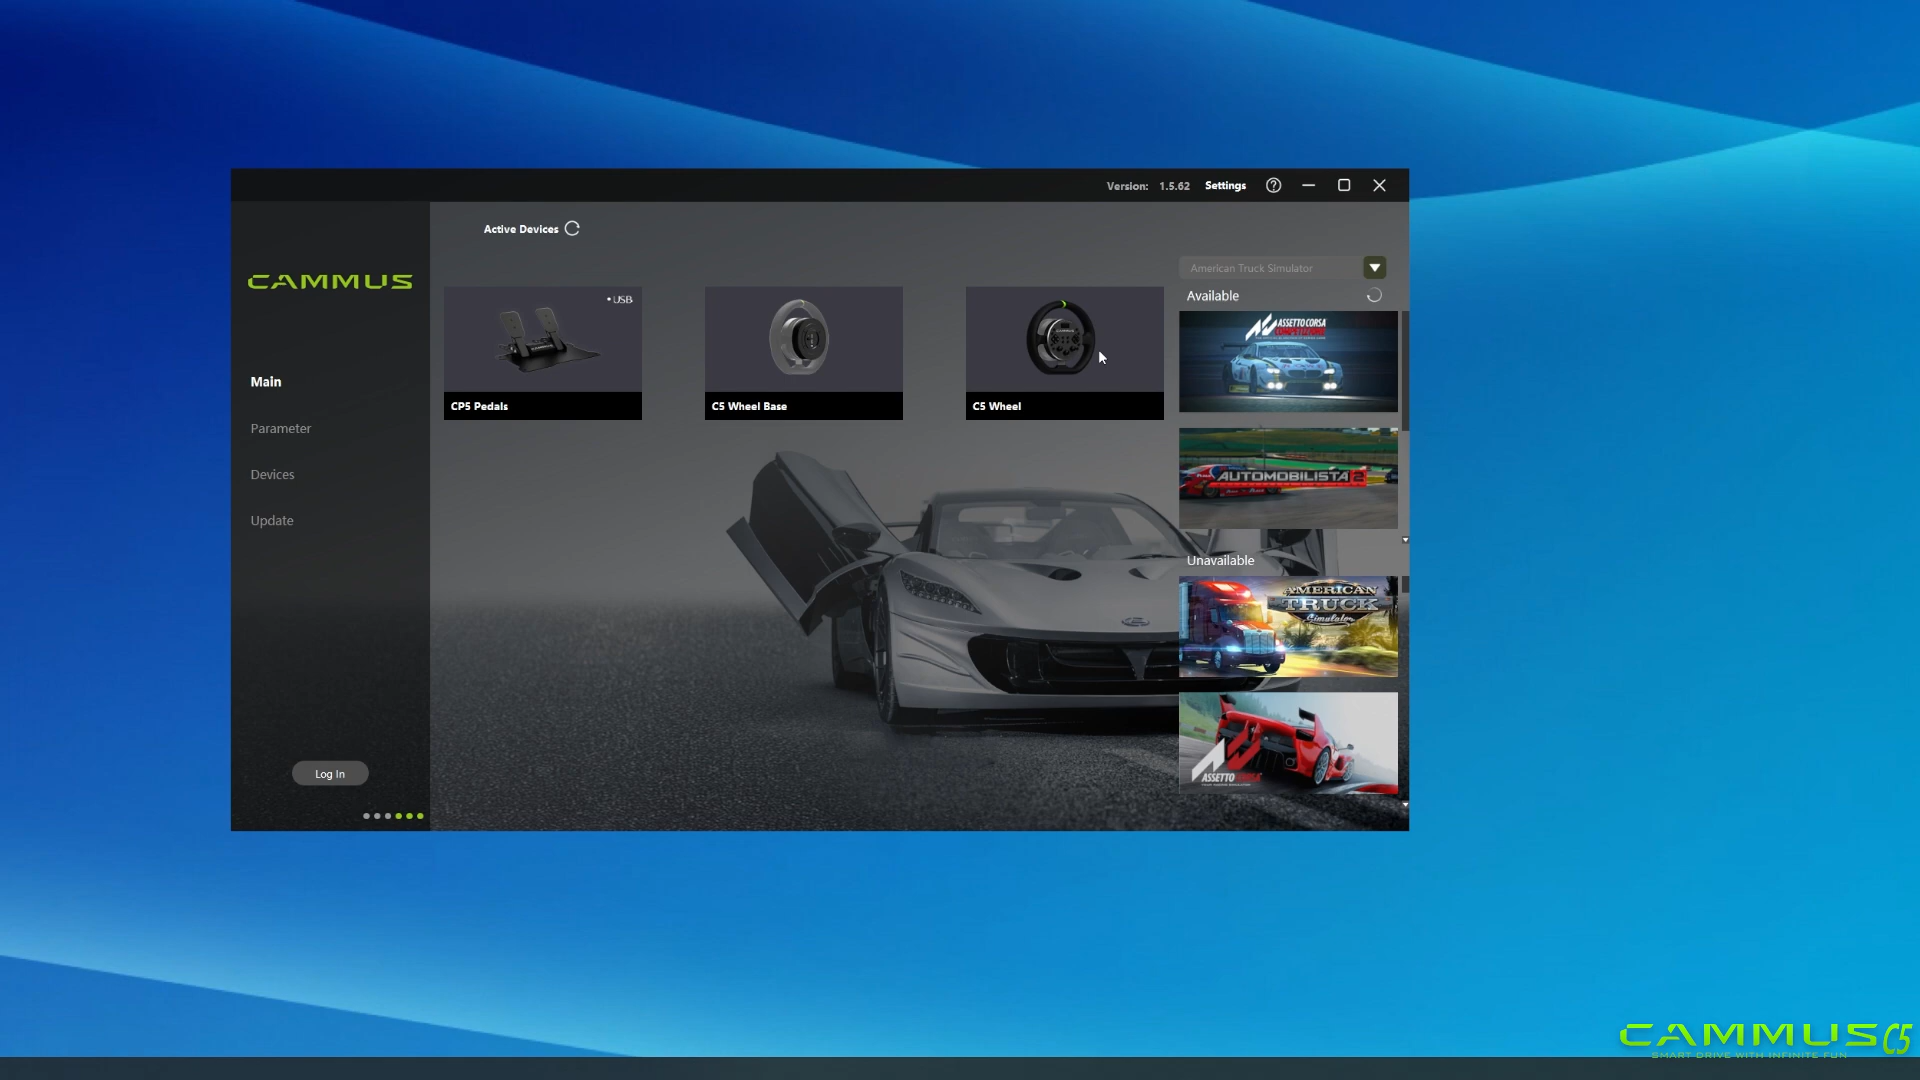 Version: 1.5.62 Settings
Active Devices
CAMMUS
American Truck Simulator
Available
USB
CP5 Pedals
C5 Wheel Base
C5 Wheel
ASSETTO CORSA
COMPETIZIONE
AUTOMOBILISTA 2
Main
Parameter
Devices
Update
Unavailable
AMERICAN
TRUCK
Simulator
ASSETTO CORSA
Log In
CAMMUS C5
SMART DRIVE WITH INFINITE FUN